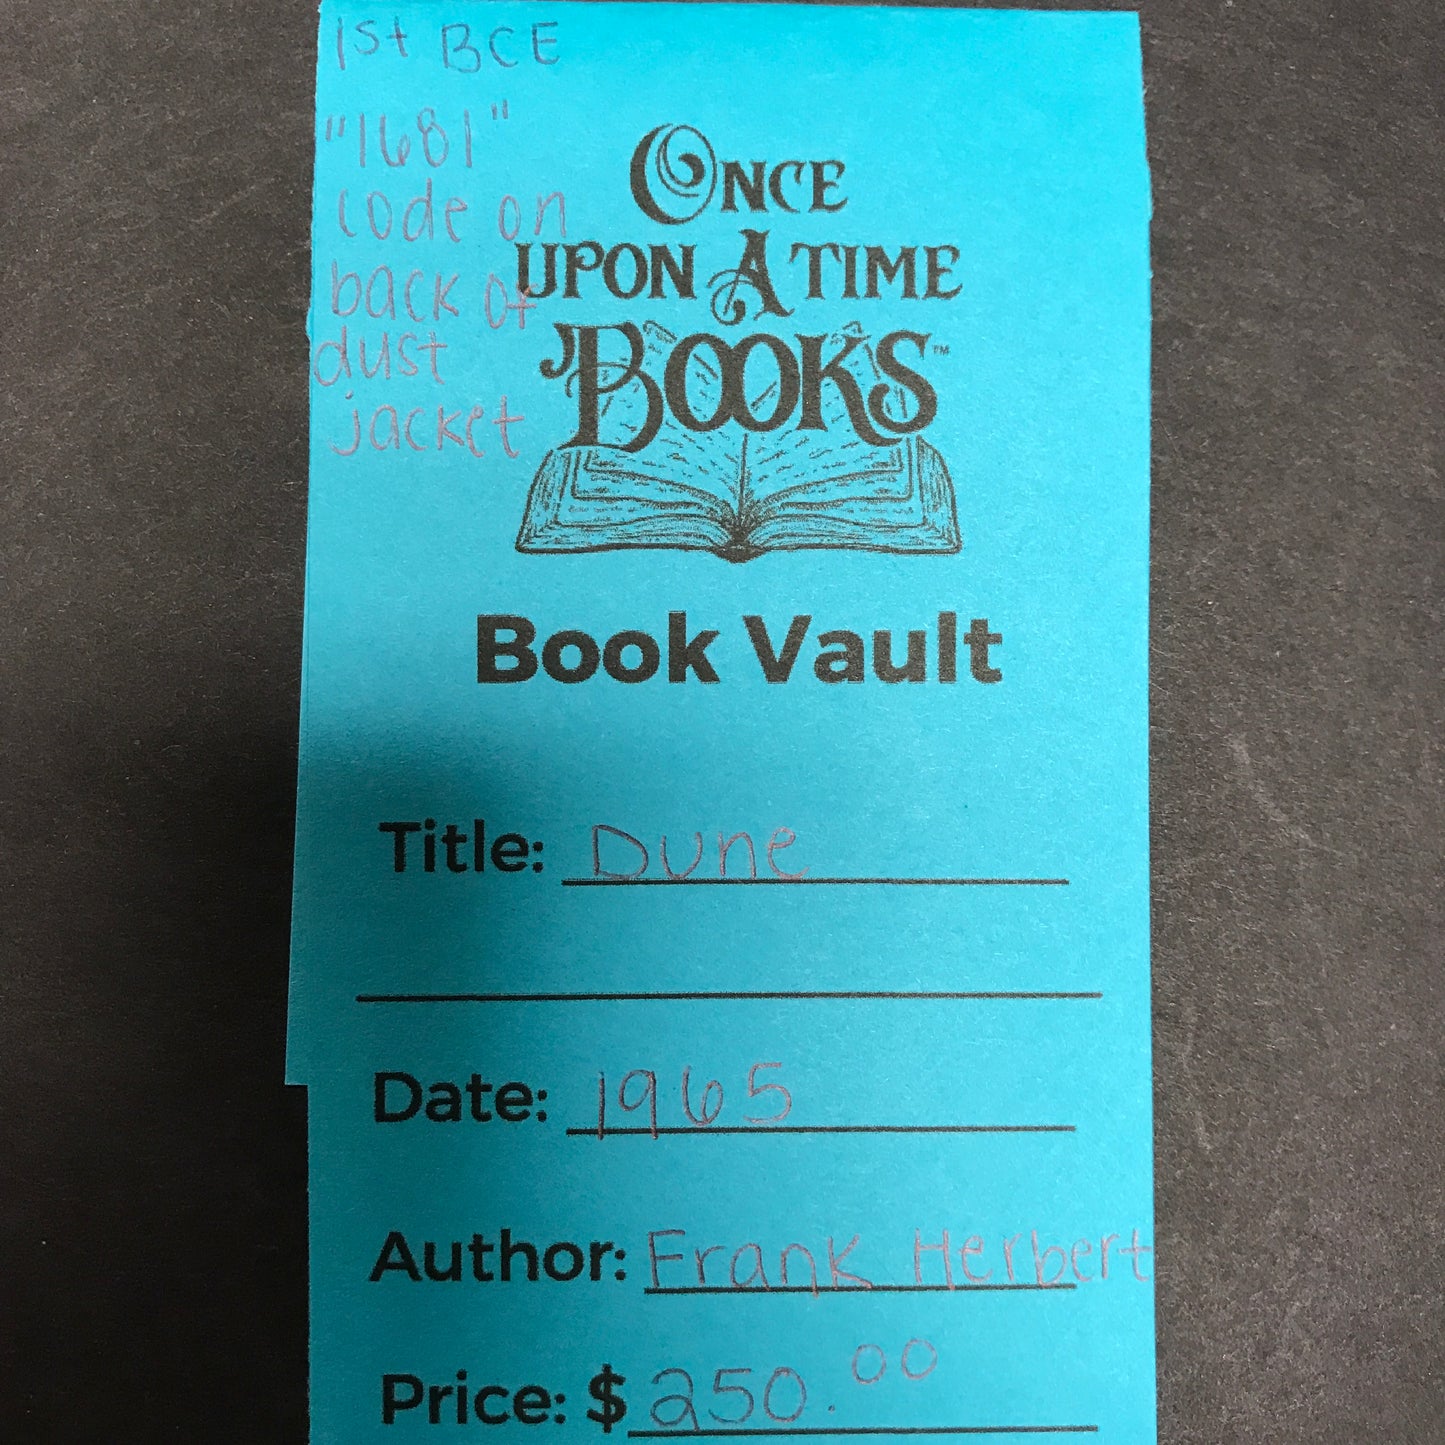 1st BCE
"1681"
code on
back of
dust
jacket
ONCE
UPON A TIME
BOOKS™
Book Vault
Title: Dune
Date: 1965
Author: Frank Herbert
Price: $ 250.00